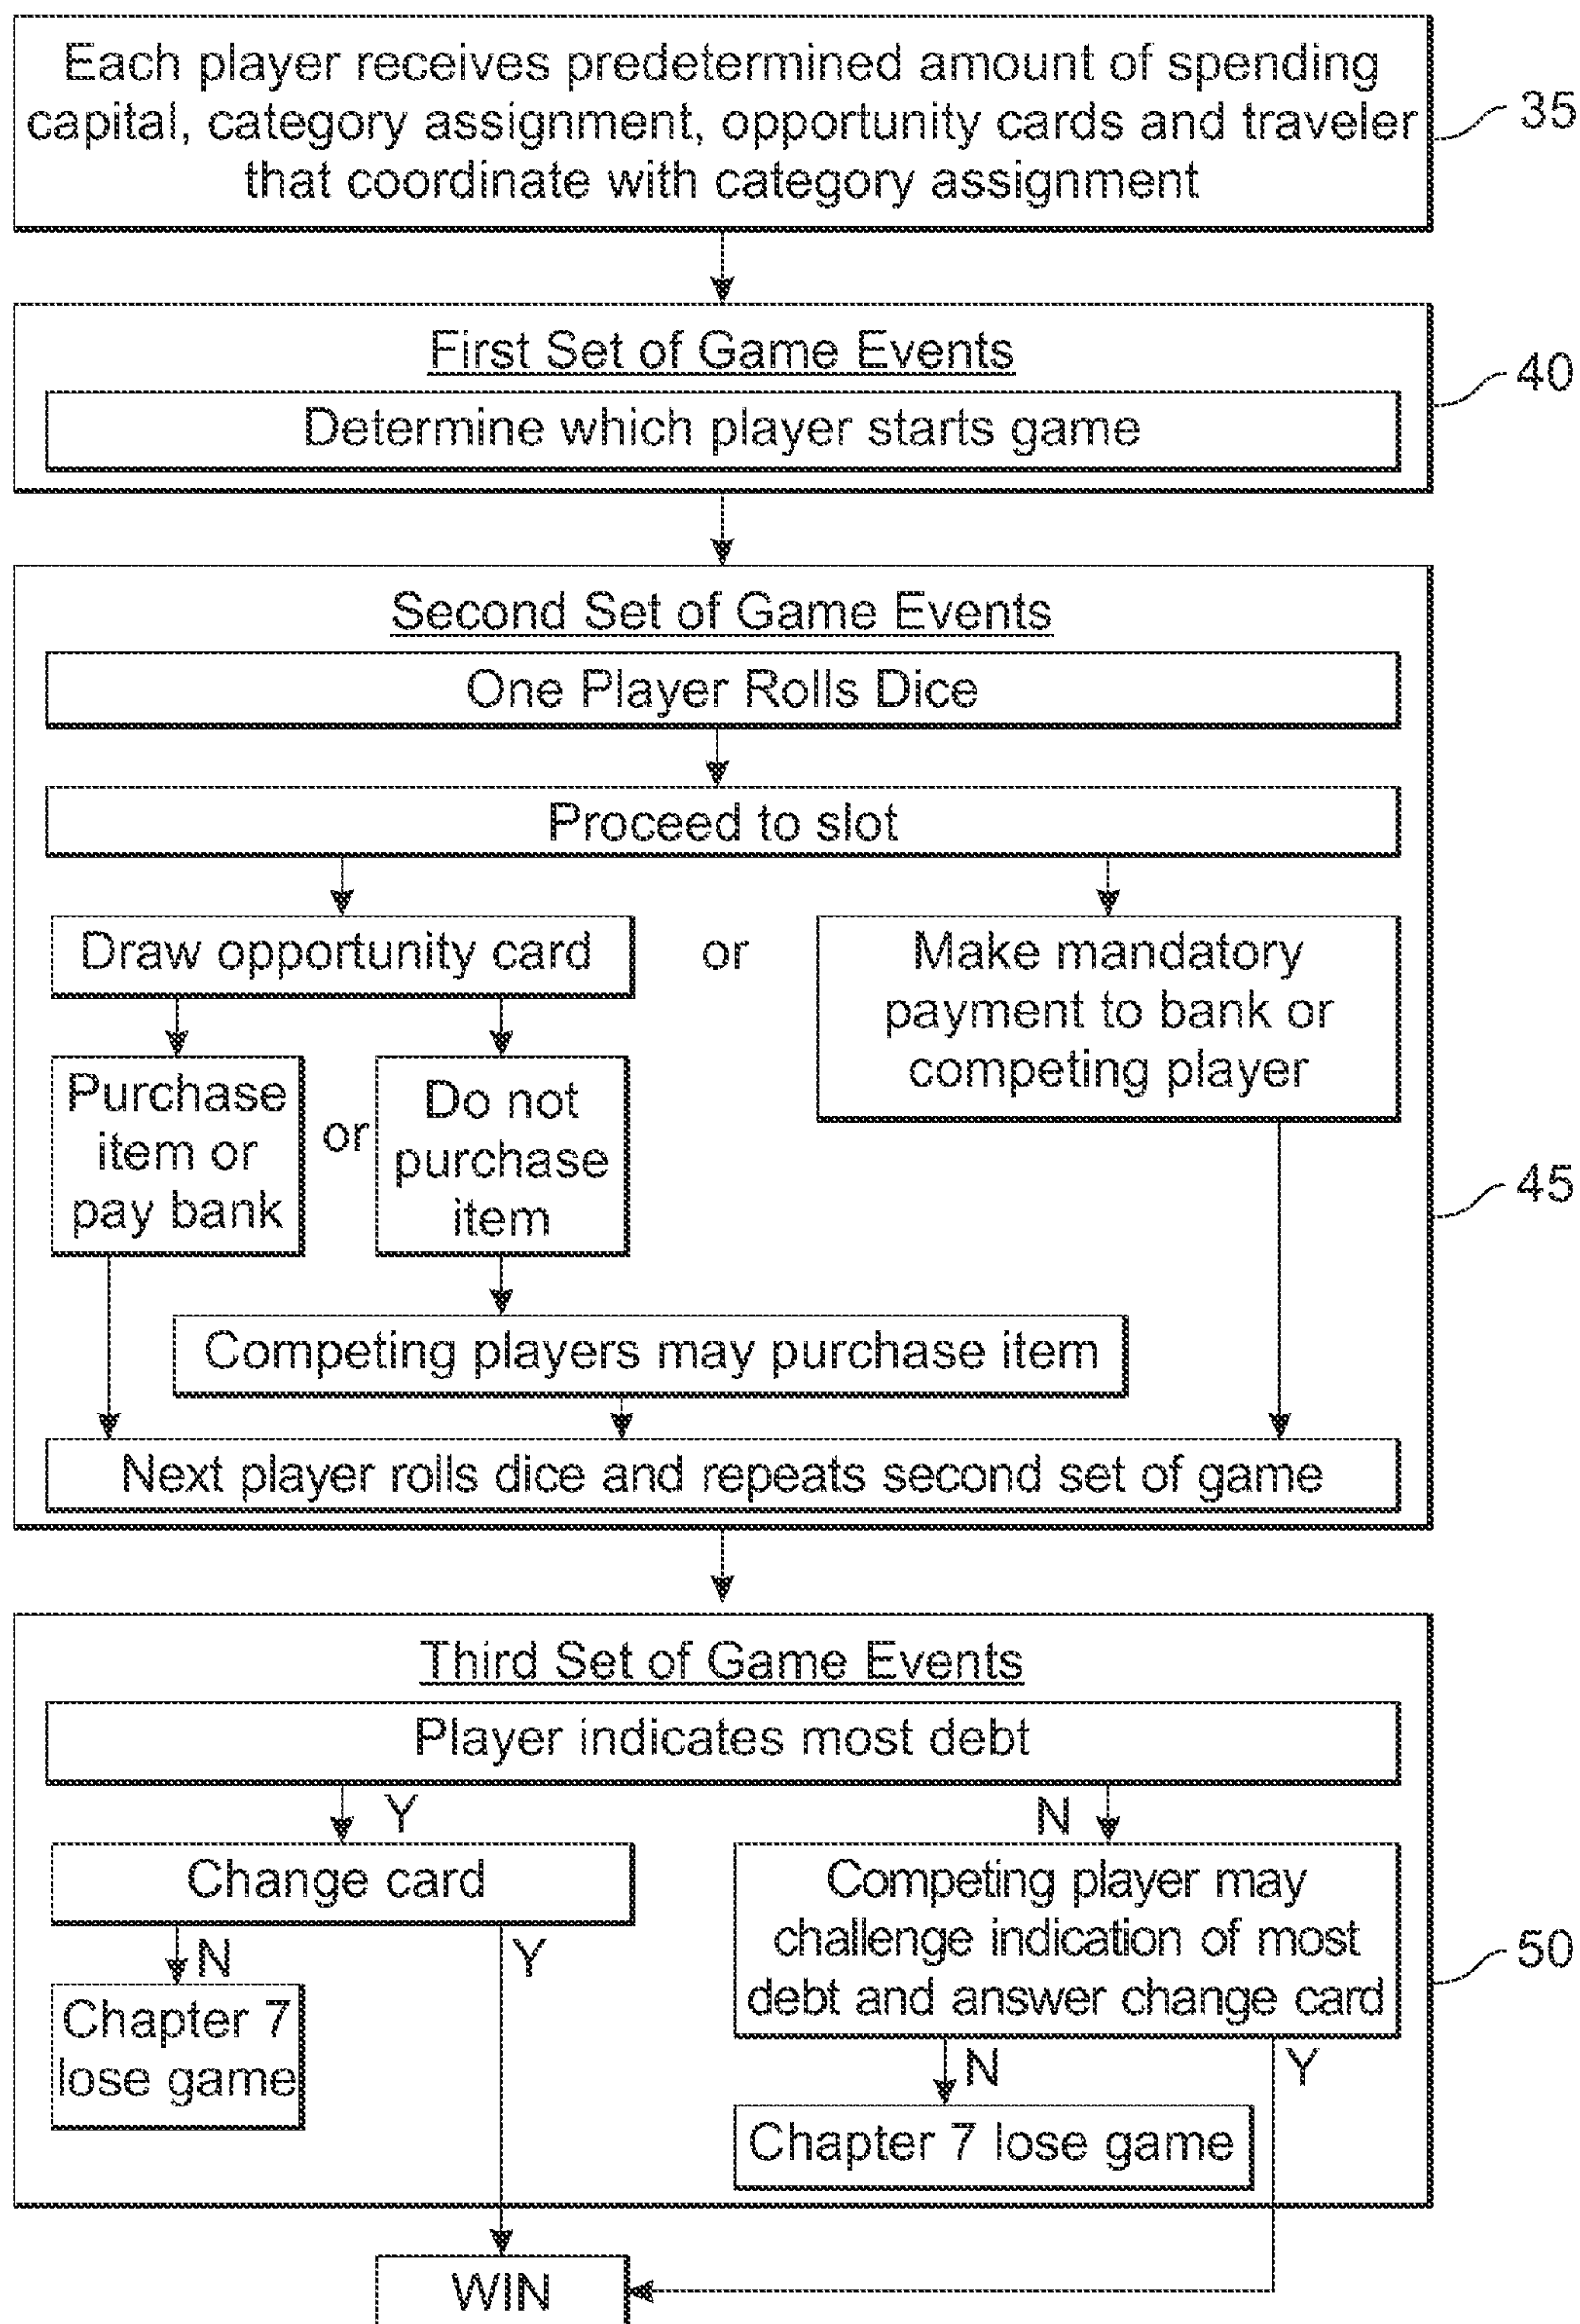 Each player receives predetermined amount of spending
capital, category assignment, opportunity cards and traveler
that coordinate with category assignment
35
First Set of Game Events
40
Determine which player starts game
Second Set of Game Events
One Player Rolls Dice
Proceed to slot
Draw opportunity card
or
Make mandatory
payment to bank or
competing player
Purchase
item or
pay bank
or
Do not
purchase
item
45
Competing players may purchase item
Next player rolls dice and repeats second set of game
Third Set of Game Events
Player indicates most debt
Y
N
Change card
Competing player may
challenge indication of most
debt and answer change card
N
Y
50
Chapter 7
lose game
N
Y
Chapter 7 lose game
WIN